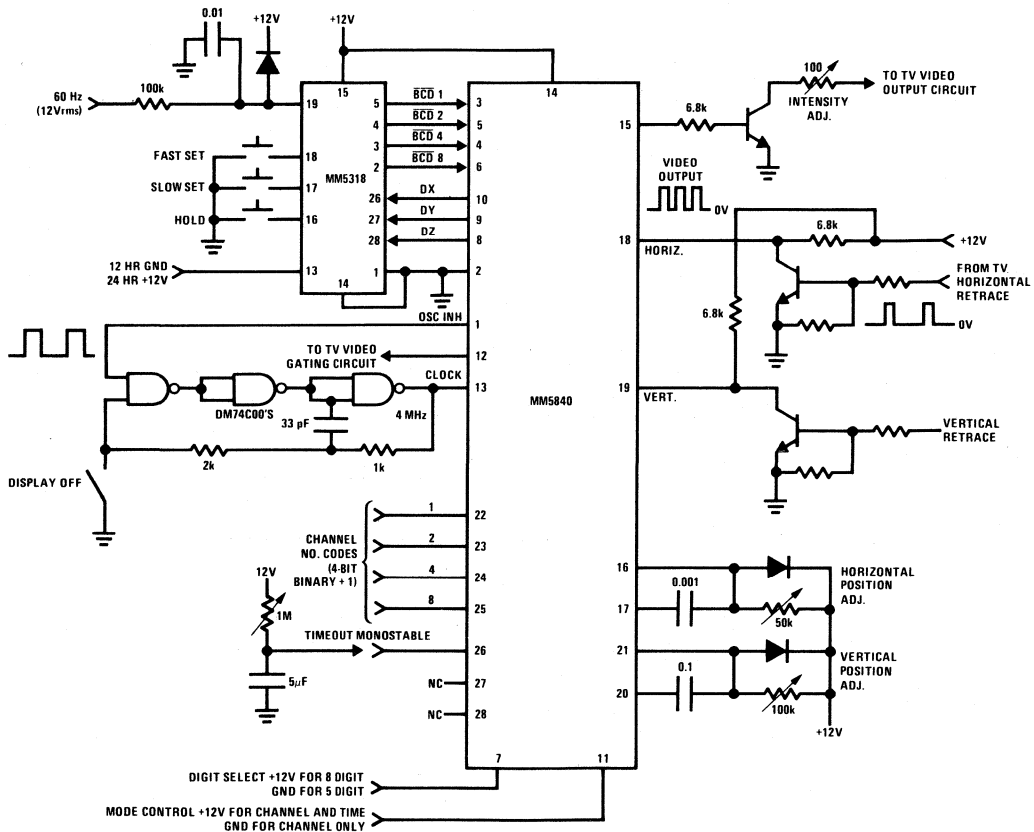 0.01
+12V
+12V
100k
60 Hz
(12Vrms)
19
15
5
4
3
2
BCD 1
BCD 2
BCD 4
BCD 8
3
5
4
6
14
FAST SET
18
SLOW SET
17
HOLD
16
MM5318
26
27
28
DX
DY
DZ
10
9
8
12 HR GND
24 HR +12V
13
14
1
2
OSC INH
1
TO TV VIDEO
GATING CIRCUIT
12
CLOCK
13
DM74C00'S
33 pF
4 MHz
2k
1k
DISPLAY OFF
MM5840
15
6.8k
100
INTENSITY
ADJ.
TO TV VIDEO
OUTPUT CIRCUIT
VIDEO
OUTPUT
0V
18
HORIZ.
6.8k
+12V
FROM TV
HORIZONTAL
RETRACE
0V
6.8k
19
VERT.
VERTICAL
RETRACE
CHANNEL
NO. CODES
(4-BIT
BINARY + 1)
1
2
4
8
22
23
24
25
12V
1M
TIMEOUT MONOSTABLE
26
5µF
NC
27
NC
28
16
17
0.001
50k
HORIZONTAL
POSITION
ADJ.
21
20
0.1
100k
VERTICAL
POSITION
ADJ.
+12V
7
11
DIGIT SELECT +12V FOR 8 DIGIT
GND FOR 5 DIGIT
MODE CONTROL +12V FOR CHANNEL AND TIME
GND FOR CHANNEL ONLY